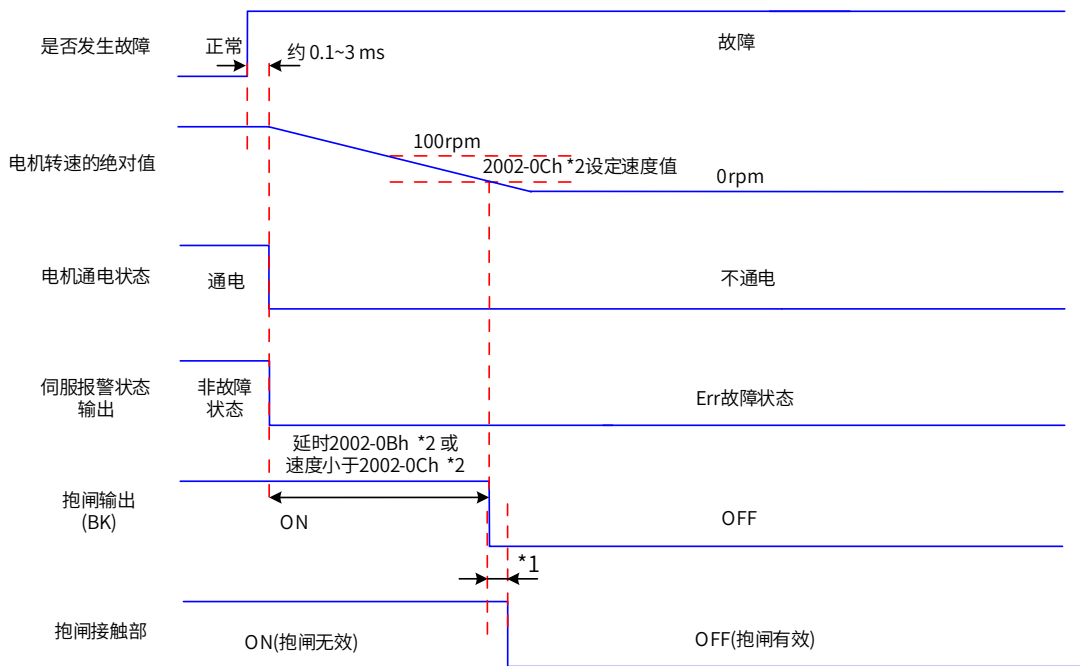 是否发生故障
正常
约 0.1~3 ms
故障
电机转速的绝对值
100rpm
2002-0Ch *2设定速度值
0rpm
电机通电状态
通电
不通电
伺服报警状态
输出
非故障
状态
Err故障状态
延时2002-0Bh *2 或
速度小于2002-0Ch *2
抱闸输出
(BK)
ON
OFF
*1
抱闸接触部
ON(抱闸无效)
OFF(抱闸有效)